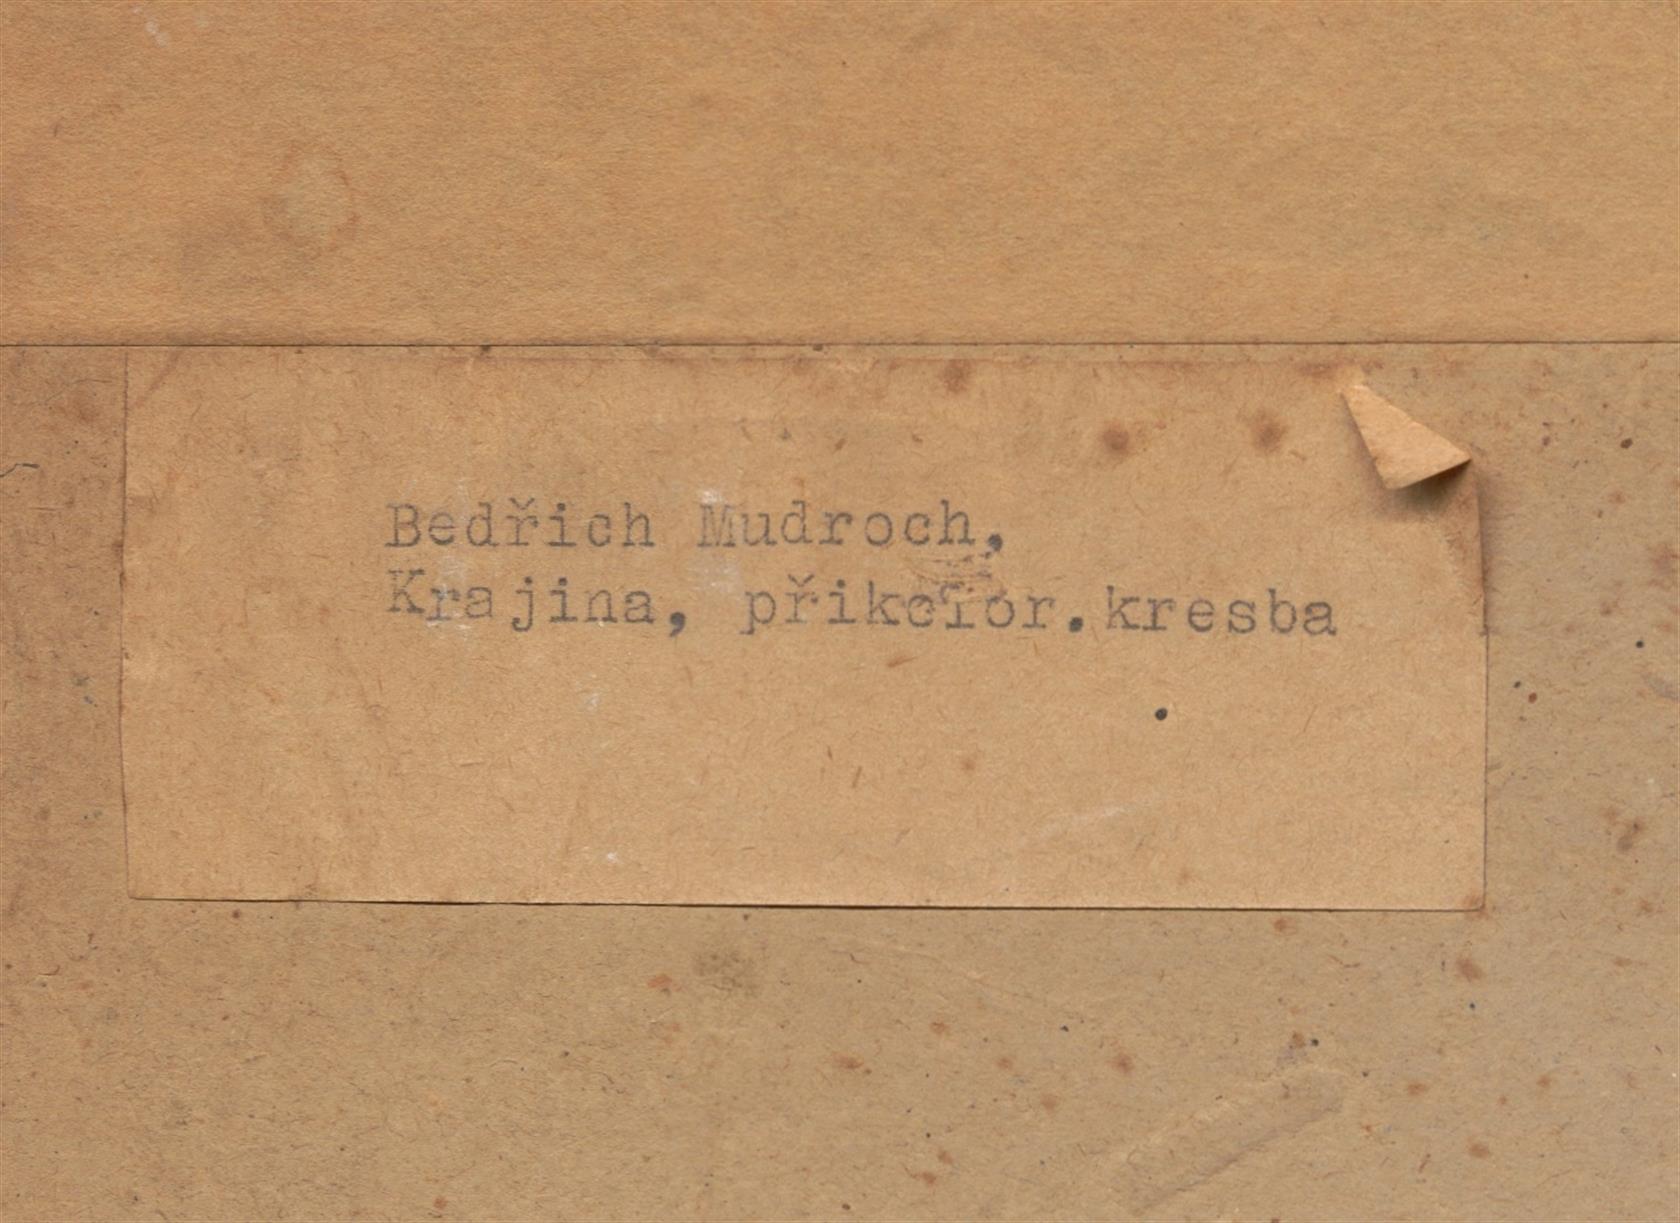 Bedřich Mudroch,
Krajina, přikolor.kresba